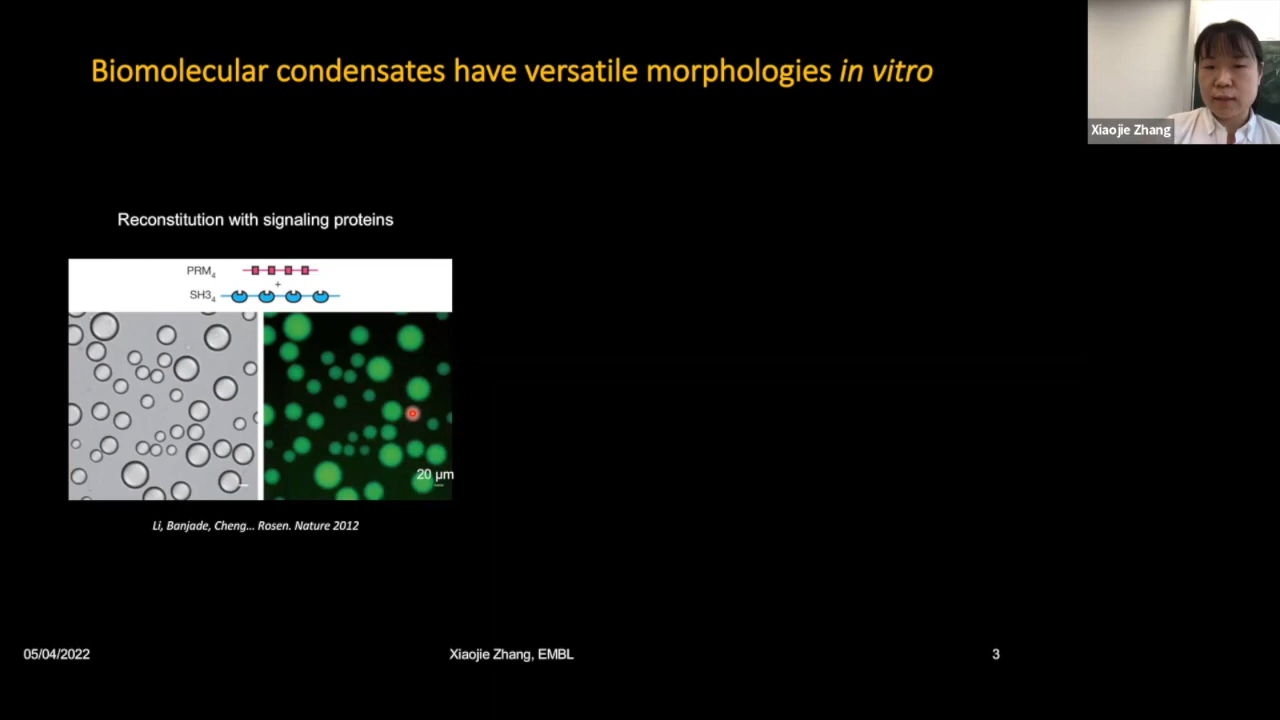 Biomolecular condensates have versatile morphologies in vitro
Xiaojie Zhang
Reconstitution with signaling proteins
PRM4
+
SH34
20 µm
Li, Banjade, Cheng... Rosen. Nature 2012
05/04/2022
Xiaojie Zhang, EMBL
3